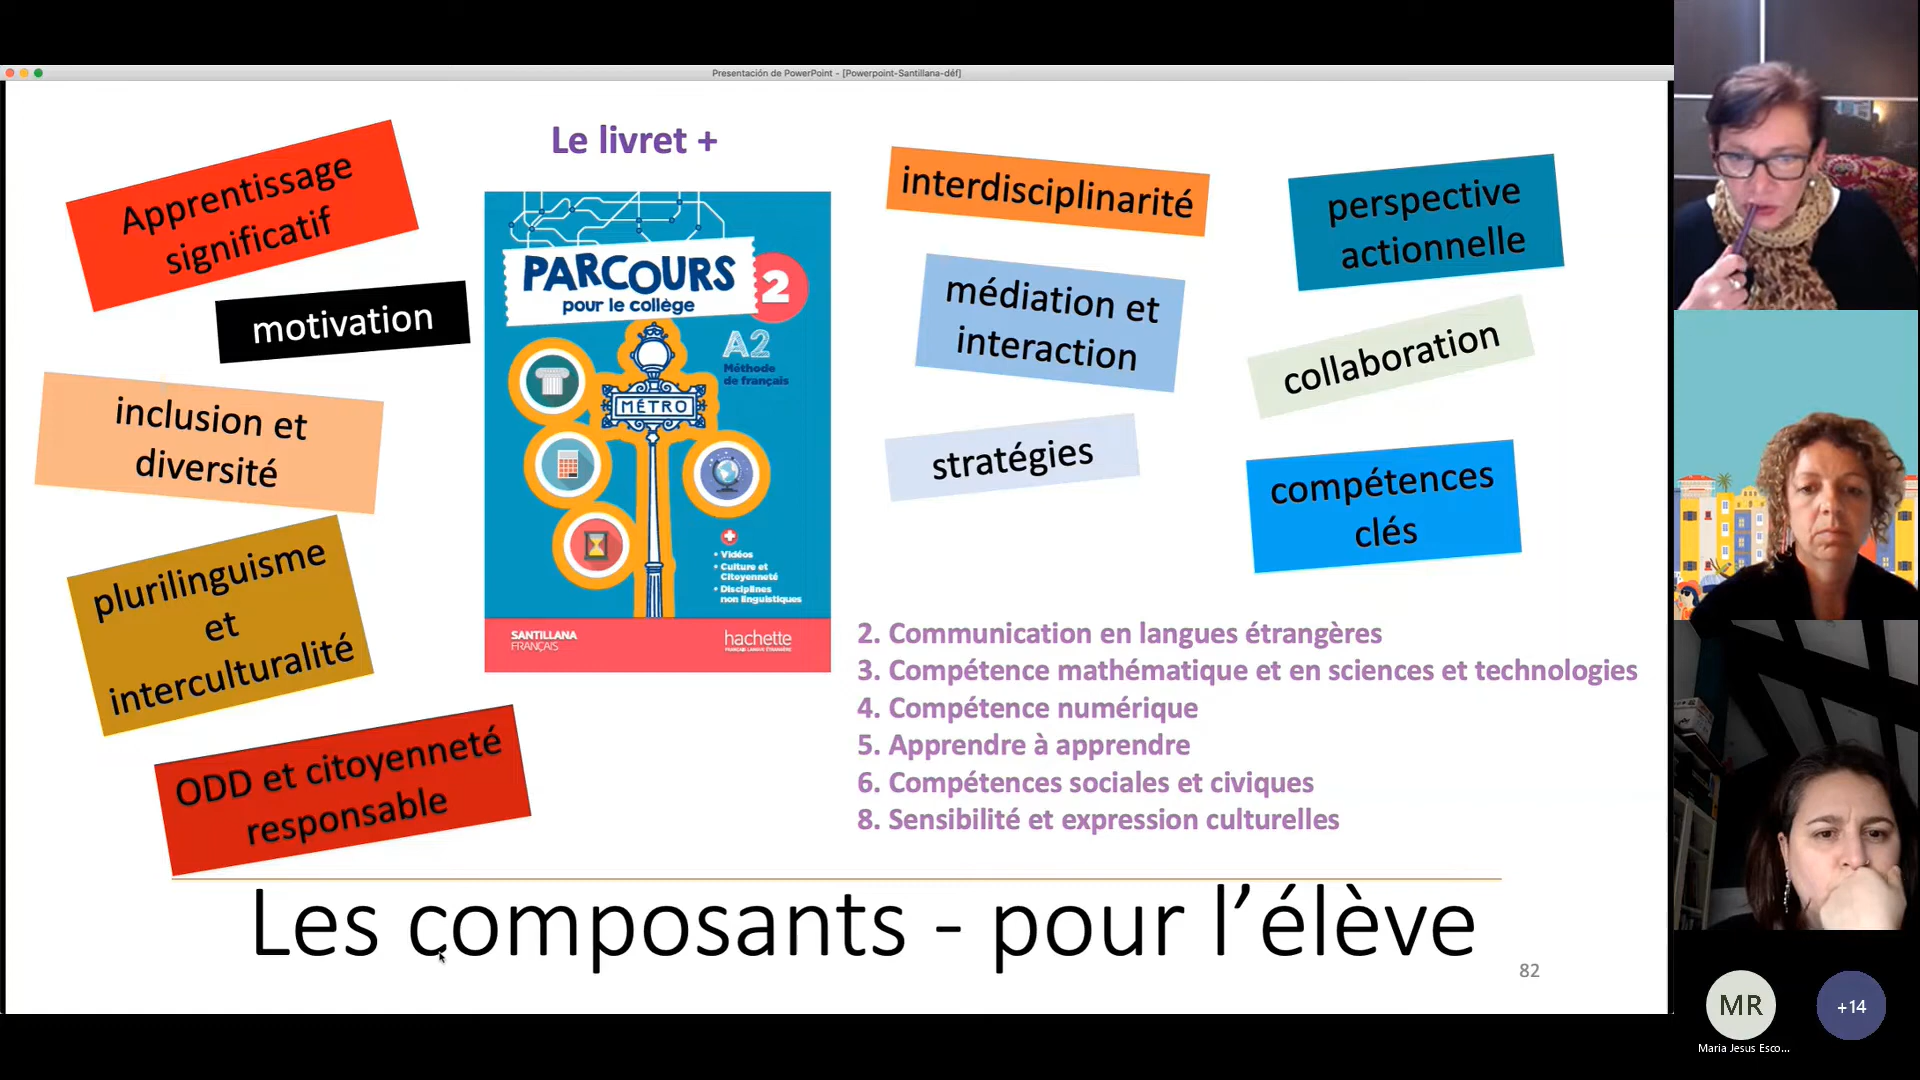 Presentación de PowerPoint - [Powerpoint-Santillana-déf]
Le livret +
Apprentissage
significatif
motivation
inclusion et
diversité
plurilinguisme
et
interculturalité
ODD et citoyenneté
responsable
PARCOURS
pour le collège
2
A2
Méthode
de français
MÉTRO
• Vidéos
• Culture et
Citoyenneté
• Disciplines
non linguistiques
SANTILLANA
FRANÇAIS
hachette
FRANÇAIS LANGUE ÉTRANGÈRE
interdisciplinarité
médiation et
interaction
stratégies
perspective
actionnelle
collaboration
compétences
clés
2. Communication en langues étrangères
3. Compétence mathématique et en sciences et technologies
4. Compétence numérique
5. Apprendre à apprendre
6. Compétences sociales et civiques
8. Sensibilité et expression culturelles
Les composants - pour l’élève
82
MR
+14
Maria Jesus Esco...